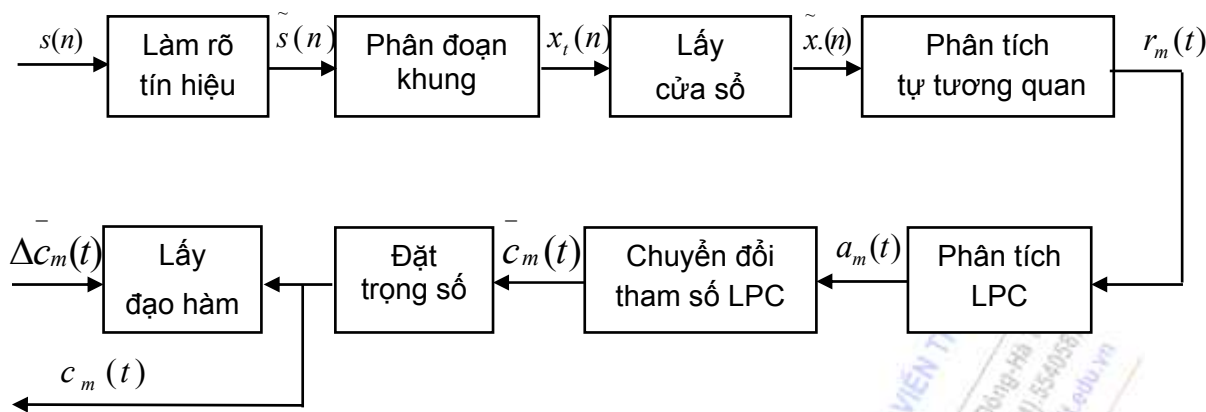 s(n)
Làm rõ
tín hiệu
s̃(n)
Phân đoạn
khung
x_t(n)
Lấy
cửa sổ
x̃.(n)
Phân tích
tự tương quan
r_m(t)
Δc̄_m(t)
Lấy
đạo hàm
Đặt
trọng số
c̄_m(t)
Chuyển đổi
tham số LPC
a_m(t)
Phân tích
LPC
c_m(t)
VIÊN